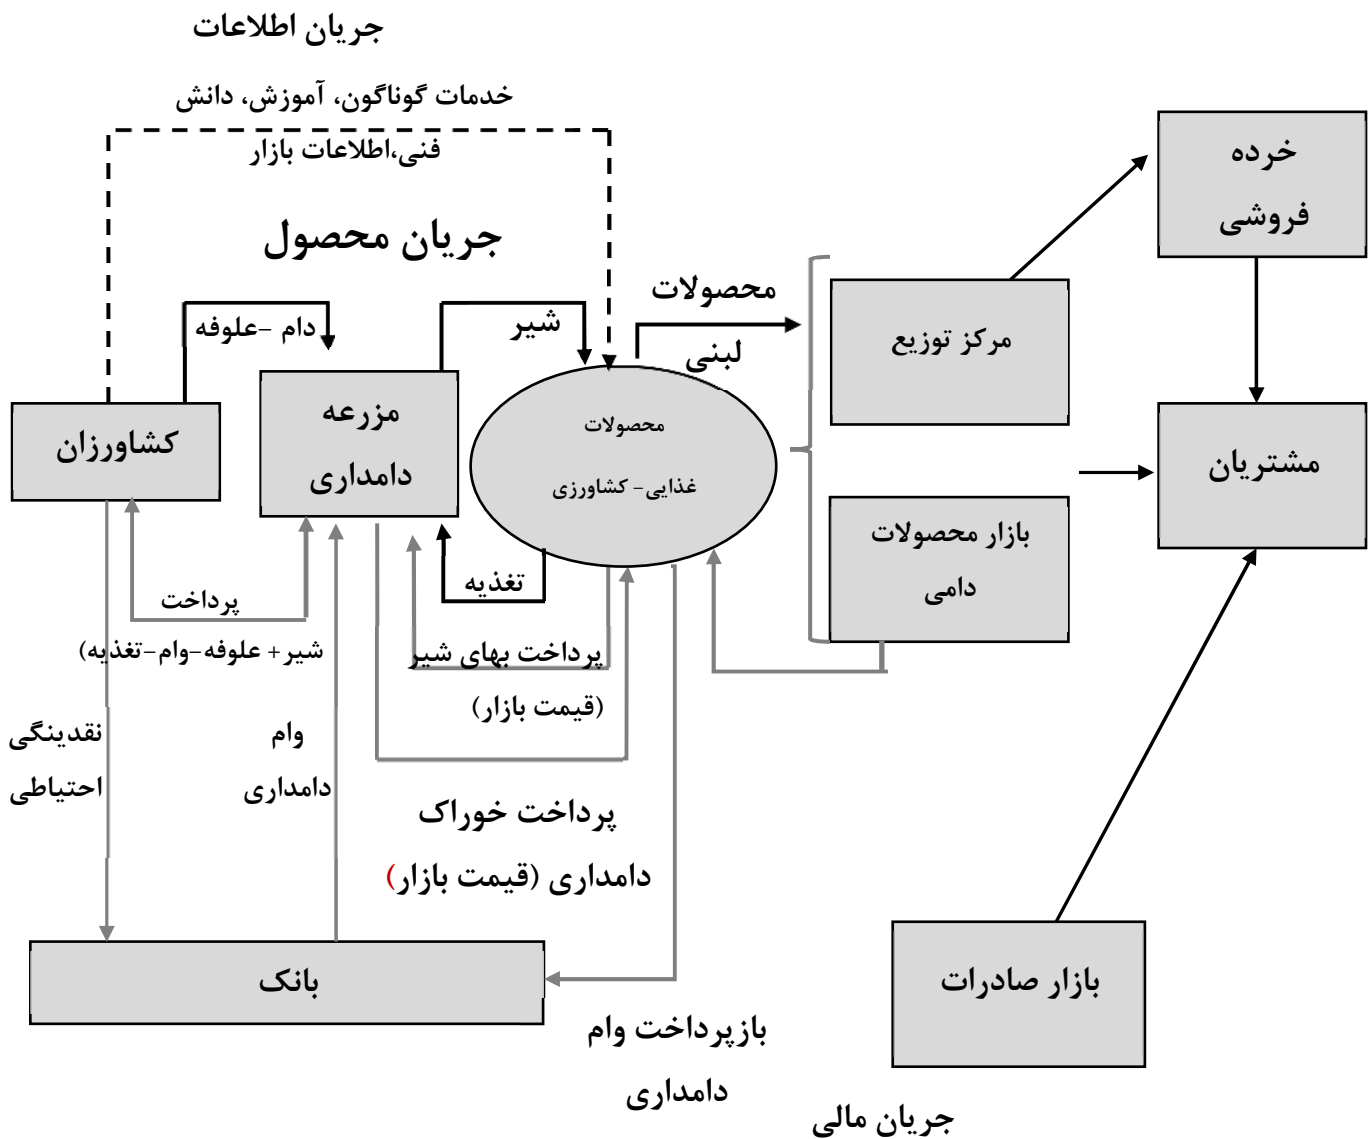 جریان اطلاعات
خدمات گوناگون، آموزش، دانش
فنی،اطلاعات بازار
جریان محصول
دام -علوفه
شیر
محصولات
لبنی
خرده
فروشی
مرکز توزیع
کشاورزان
مزرعه
دامداری
محصولات
غذایی- کشاورزی
مشتریان
بازار محصولات
دامی
تغذیه
پرداخت
شیر+ علوفه-وام-تغذیه)
پرداخت بهای شیر
(قیمت بازار)
نقدینگی
احتیاطی
وام
دامداری
پرداخت خوراک
دامداری (قیمت بازار)
بانک
بازار صادرات
بازپرداخت وام
دامداری
جریان مالی